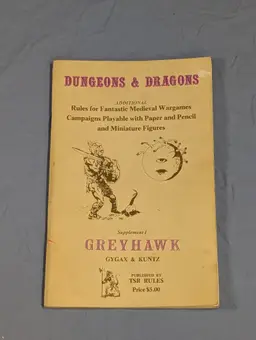 DUNGEONS & DRAGONS
ADDITIONAL
Rules for Fantastic Medieval Wargames
Campaigns Playable with Paper and Pencil
and Miniature Figures
Supplement I
GREYHAWK
GYGAX & KUNTZ
PUBLISHED BY
TSR RULES
Price $5.00